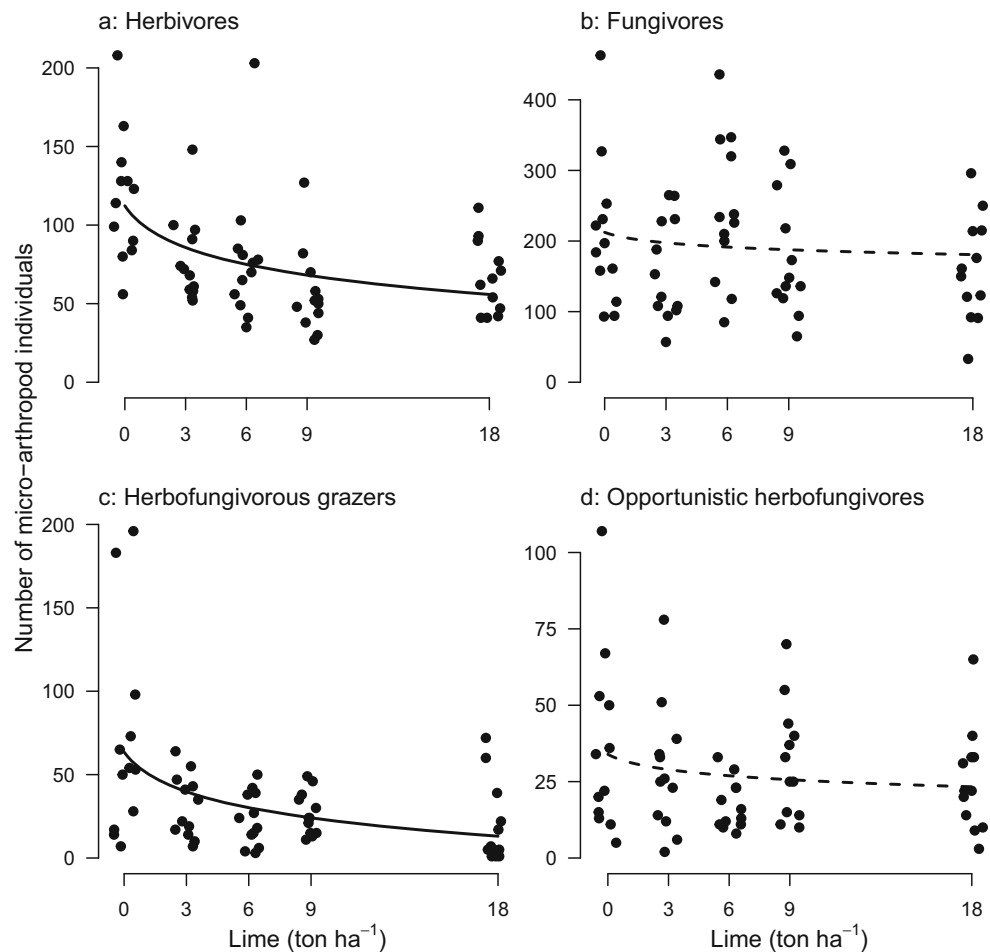 a: Herbivores
b: Fungivores
Number of micro−arthropod individuals
200
150
100
50
0
0 3 6 9 18
400
300
200
100
0
0 3 6 9 18
c: Herbofungivorous grazers
d: Opportunistic herbofungivores
200
150
100
50
0
0 3 6 9 18
Lime (ton ha⁻¹)
100
75
50
25
0
0 3 6 9 18
Lime (ton ha⁻¹)